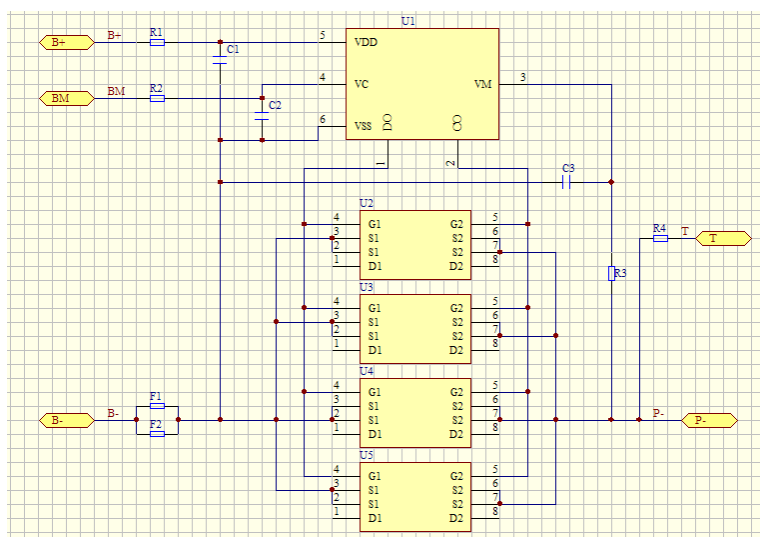 U1
B+ B+ R1 5 VDD
C1
BM BM R2 4 VC VM 3
C2
6 VSS DO CO
1 2
C3
U2
4 G1 G2 5
3 S1 S2 6
2 S1 S2 7
1 D1 D2 8
R4 T T
R3
U3
4 G1 G2 5
3 S1 S2 6
2 S1 S2 7
1 D1 D2 8
U4
4 G1 G2 5
3 S1 S2 6
2 S1 S2 7
1 D1 D2 8
F1
B- B- P- P-
F2
U5
4 G1 G2 5
3 S1 S2 6
2 S1 S2 7
1 D1 D2 8